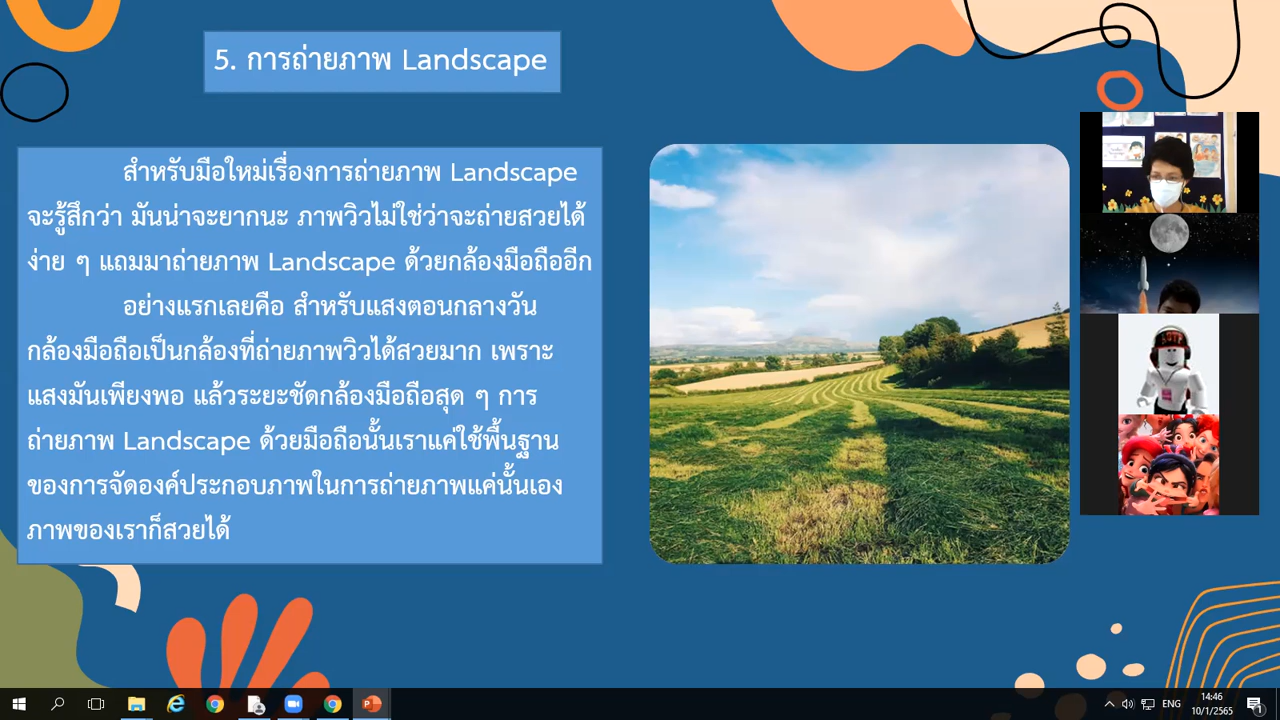 5. การถ่ายภาพ Landscape
สำหรับมือใหม่เรื่องการถ่ายภาพ Landscape
จะรู้สึกว่า มันน่าจะยากนะ ภาพวิวไม่ใช่ว่าจะถ่ายสวยได้
ง่าย ๆ แถมมาถ่ายภาพ Landscape ด้วยกล้องมือถืออีก
อย่างแรกเลยคือ สำหรับแสงตอนกลางวัน
กล้องมือถือเป็นกล้องที่ถ่ายภาพวิวได้สวยมาก เพราะ
แสงมันเพียงพอ แล้วระยะชัดกล้องมือถือสุด ๆ การ
ถ่ายภาพ Landscape ด้วยมือถือนั้นเราแค่ใช้พื้นฐาน
ของการจัดองค์ประกอบภาพในการถ่ายภาพแค่นั้นเอง
ภาพของเราก็สวยได้
ENG
14:46
10/1/2565
1